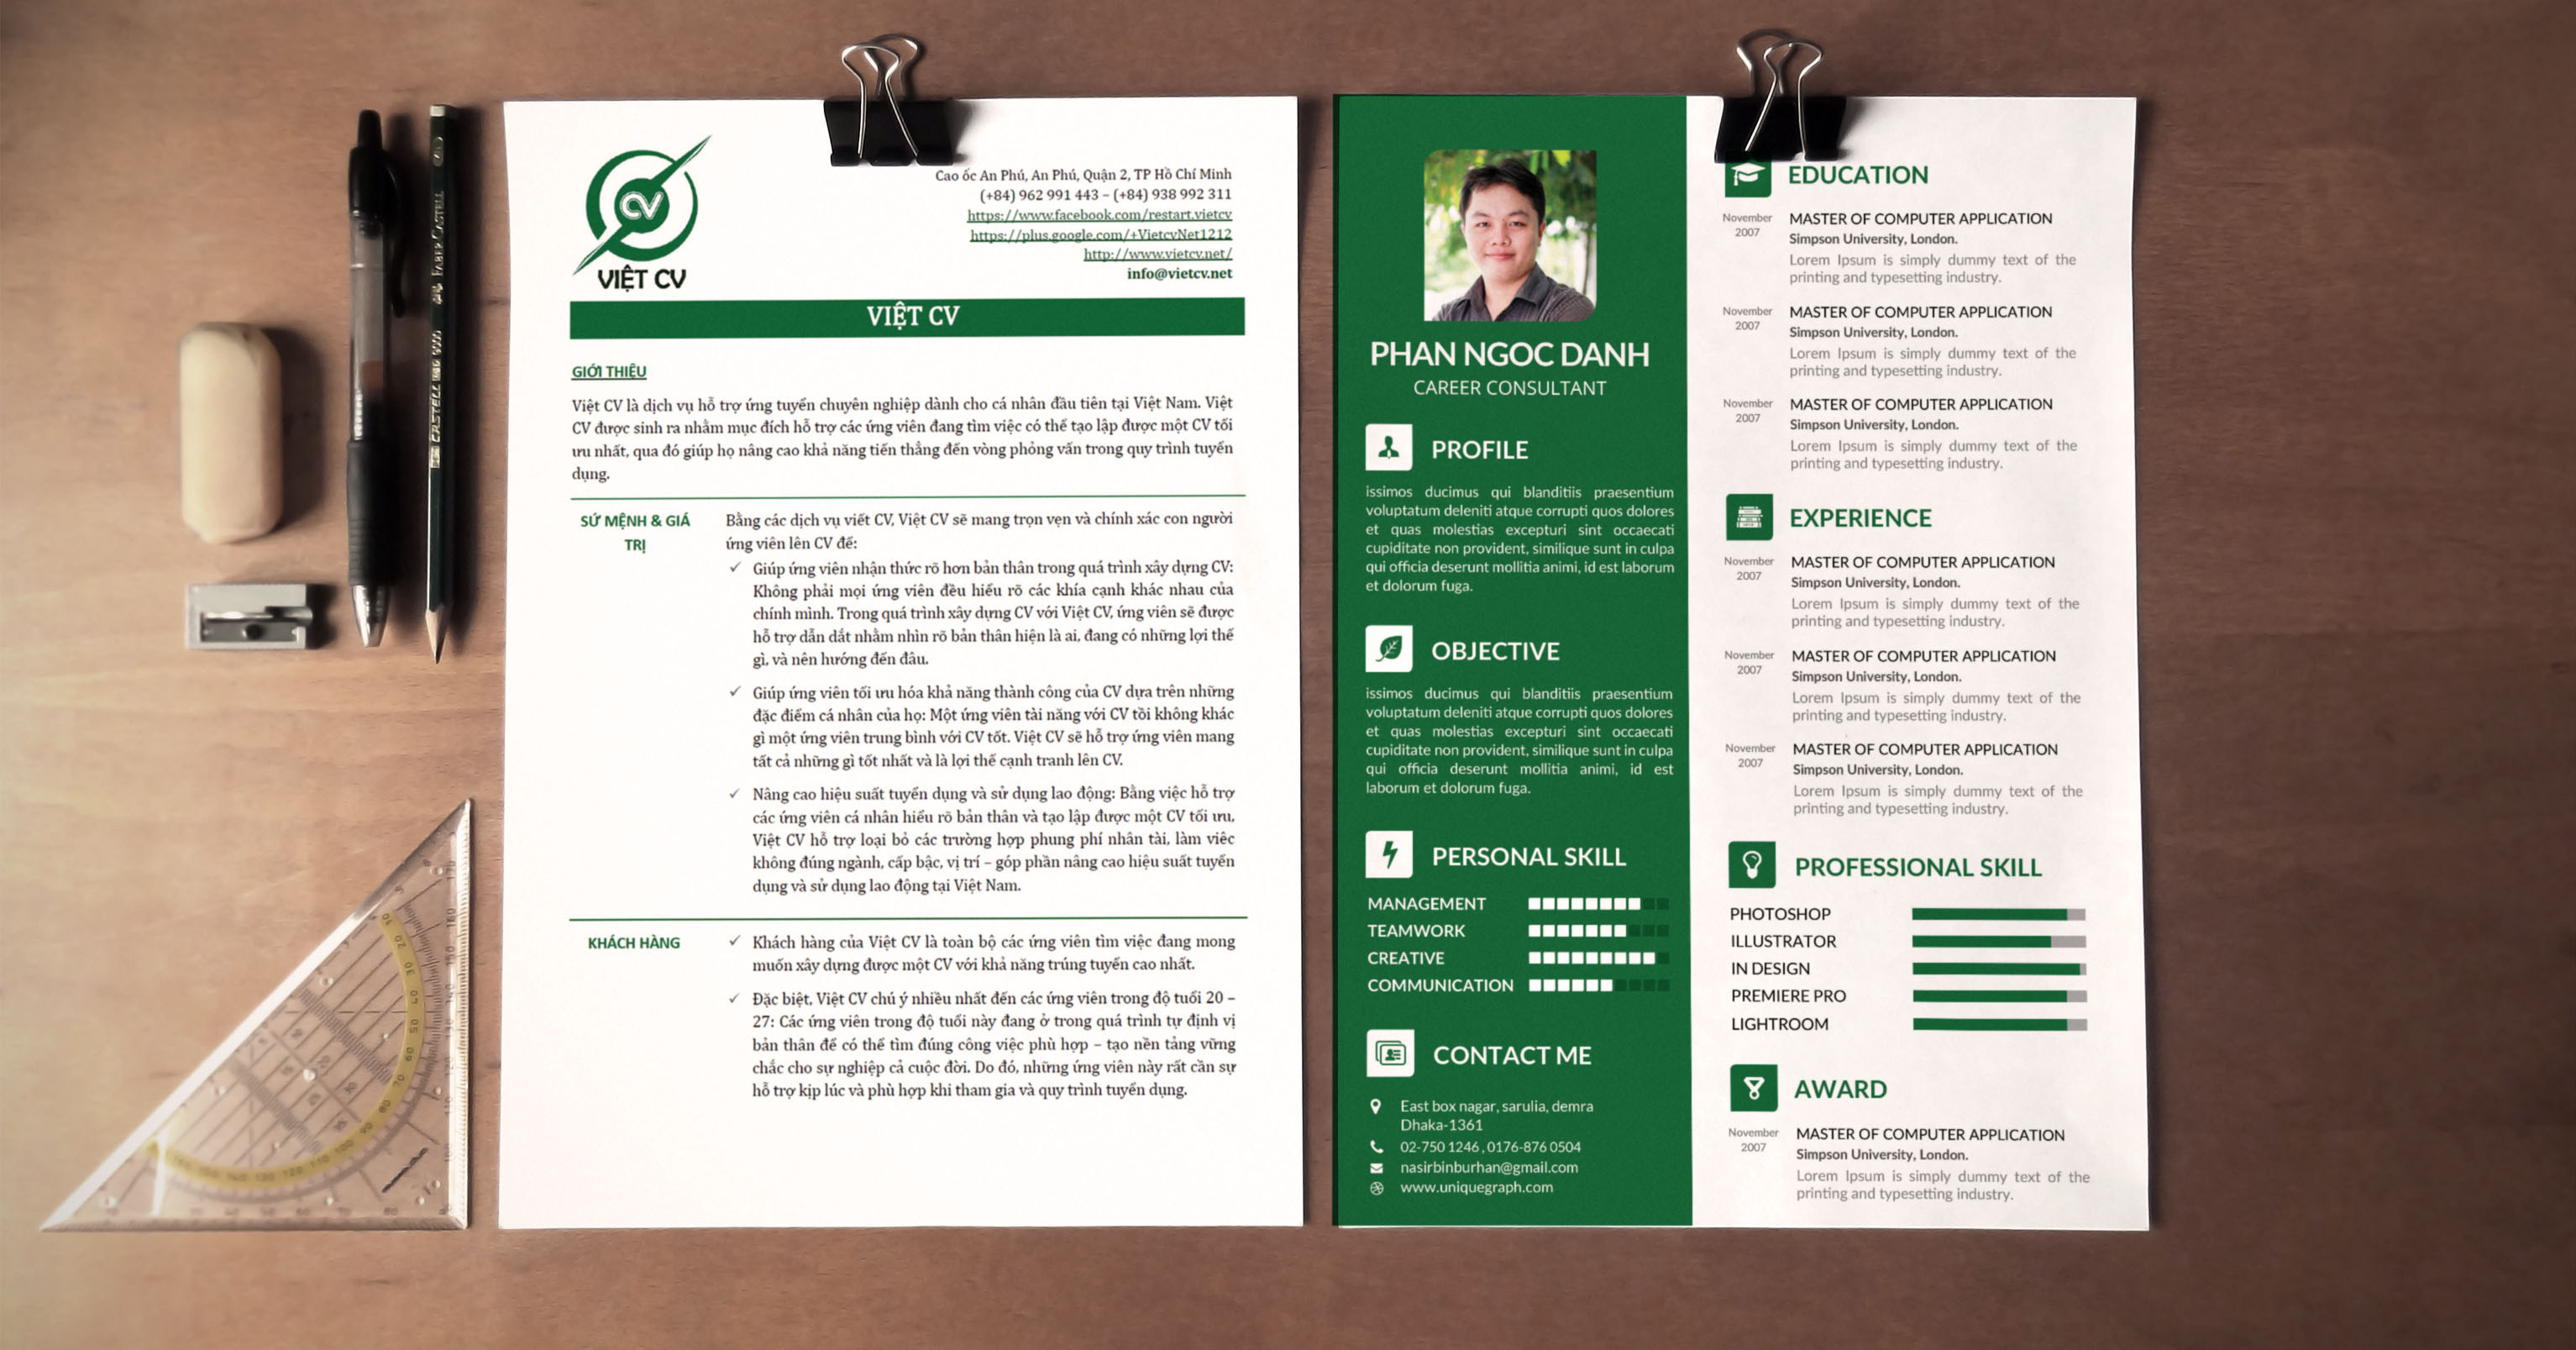 CV
VIỆT CV
Cao ốc An Phú, An Phú, Quận 2, TP Hồ Chí Minh
(+84) 962 991 443 – (+84) 938 992 311
https://www.facebook.com/restart.vietcv
https://plus.google.com/+VietcvNet1212
http://www.vietcv.net/
info@vietcv.net
VIỆT CV
GIỚI THIỆU
Việt CV là dịch vụ hỗ trợ ứng tuyển chuyên nghiệp dành cho cá nhân đầu tiên tại Việt Nam. Việt
CV được sinh ra nhằm mục đích hỗ trợ các ứng viên đang tìm việc có thể tạo lập được một CV tối
ưu nhất, qua đó giúp họ nâng cao khả năng tiến thẳng đến vòng phỏng vấn trong quy trình tuyển
dụng.
SỨ MỆNH & GIÁ
TRỊ
Bằng các dịch vụ viết CV, Việt CV sẽ mang trọn vẹn và chính xác con người
ứng viên lên CV để:
✓ Giúp ứng viên nhận thức rõ hơn bản thân trong quá trình xây dựng CV:
Không phải mọi ứng viên đều hiểu rõ các khía cạnh khác nhau của
chính mình. Trong quá trình xây dựng CV với Việt CV, ứng viên sẽ được
hỗ trợ dẫn dắt nhằm nhìn rõ bản thân hiện là ai, đang có những lợi thế
gì, và nên hướng đến đâu.
✓ Giúp ứng viên tối ưu hóa khả năng thành công của CV dựa trên những
đặc điểm cá nhân của họ: Một ứng viên tài năng với CV tồi không khác
gì một ứng viên trung bình với CV tốt. Việt CV sẽ hỗ trợ ứng viên mang
tất cả những gì tốt nhất và là lợi thế cạnh tranh lên CV.
✓ Nâng cao hiệu suất tuyển dụng và sử dụng lao động: Bằng việc hỗ trợ
các ứng viên cá nhân hiểu rõ bản thân và tạo lập được một CV tối ưu,
Việt CV hỗ trợ loại bỏ các trường hợp phung phí nhân tài, làm viêc
không đúng ngành, cấp bậc, vị trí – góp phần nâng cao hiệu suất tuyển
dụng và sử dụng lao động tại Việt Nam.
KHÁCH HÀNG
✓ Khách hàng của Việt CV là toàn bộ các ứng viên tìm việc đang mong
muốn xây dựng được một CV với khả năng trúng tuyển cao nhất.
✓ Đặc biệt, Việt CV chú ý nhiều nhất đến các ứng viên trong độ tuổi 20 –
27: Các ứng viên trong độ tuổi này đang ở trong quá trình tự định vị
bản thân để có thể tìm đúng công việc phù hợp – tạo nền tảng vững
chắc cho sự nghiệp cả cuộc đời. Do đó, những ứng viên này rất cần sự
hỗ trợ kịp lúc và phù hợp khi tham gia và quy trình tuyển dụng.
PHAN NGOC DANH
CAREER CONSULTANT
PROFILE
issimos ducimus qui blanditiis praesentium
voluptatum deleniti atque corrupti quos dolores
et quas molestias excepturi sint occaecati
cupiditate non provident, similique sunt in culpa
qui officia deserunt mollitia animi, id est laborum
et dolorum fuga.
OBJECTIVE
issimos ducimus qui blanditiis praesentium
voluptatum deleniti atque corrupti quos dolores
et quas molestias excepturi sint occaecati
cupiditate non provident, similique sunt in culpa
qui officia deserunt mollitia animi, id est
laborum et dolorum fuga.
PERSONAL SKILL
MANAGEMENT
TEAMWORK
CREATIVE
COMMUNICATION
CONTACT ME
East box nagar, sarulia, demra
Dhaka-1361
02-750 1246 , 0176-876 0504
nasirbinburhan@gmail.com
www.uniquegraph.com
EDUCATION
November MASTER OF COMPUTER APPLICATION
2007 Simpson University, London.
Lorem Ipsum is simply dummy text of the
printing and typesetting industry.
November MASTER OF COMPUTER APPLICATION
2007 Simpson University, London.
Lorem Ipsum is simply dummy text of the
printing and typesetting industry.
November MASTER OF COMPUTER APPLICATION
2007 Simpson University, London.
Lorem Ipsum is simply dummy text of the
printing and typesetting industry.
EXPERIENCE
November MASTER OF COMPUTER APPLICATION
2007 Simpson University, London.
Lorem Ipsum is simply dummy text of the
printing and typesetting industry.
November MASTER OF COMPUTER APPLICATION
2007 Simpson University, London.
Lorem Ipsum is simply dummy text of the
printing and typesetting industry.
November MASTER OF COMPUTER APPLICATION
2007 Simpson University, London.
Lorem Ipsum is simply dummy text of the
printing and typesetting industry.
PROFESSIONAL SKILL
PHOTOSHOP
ILLUSTRATOR
IN DESIGN
PREMIERE PRO
LIGHTROOM
AWARD
November MASTER OF COMPUTER APPLICATION
2007 Simpson University, London.
Lorem Ipsum is simply dummy text of the
printing and typesetting industry.
FABER-CASTELL
CASTELL 9000